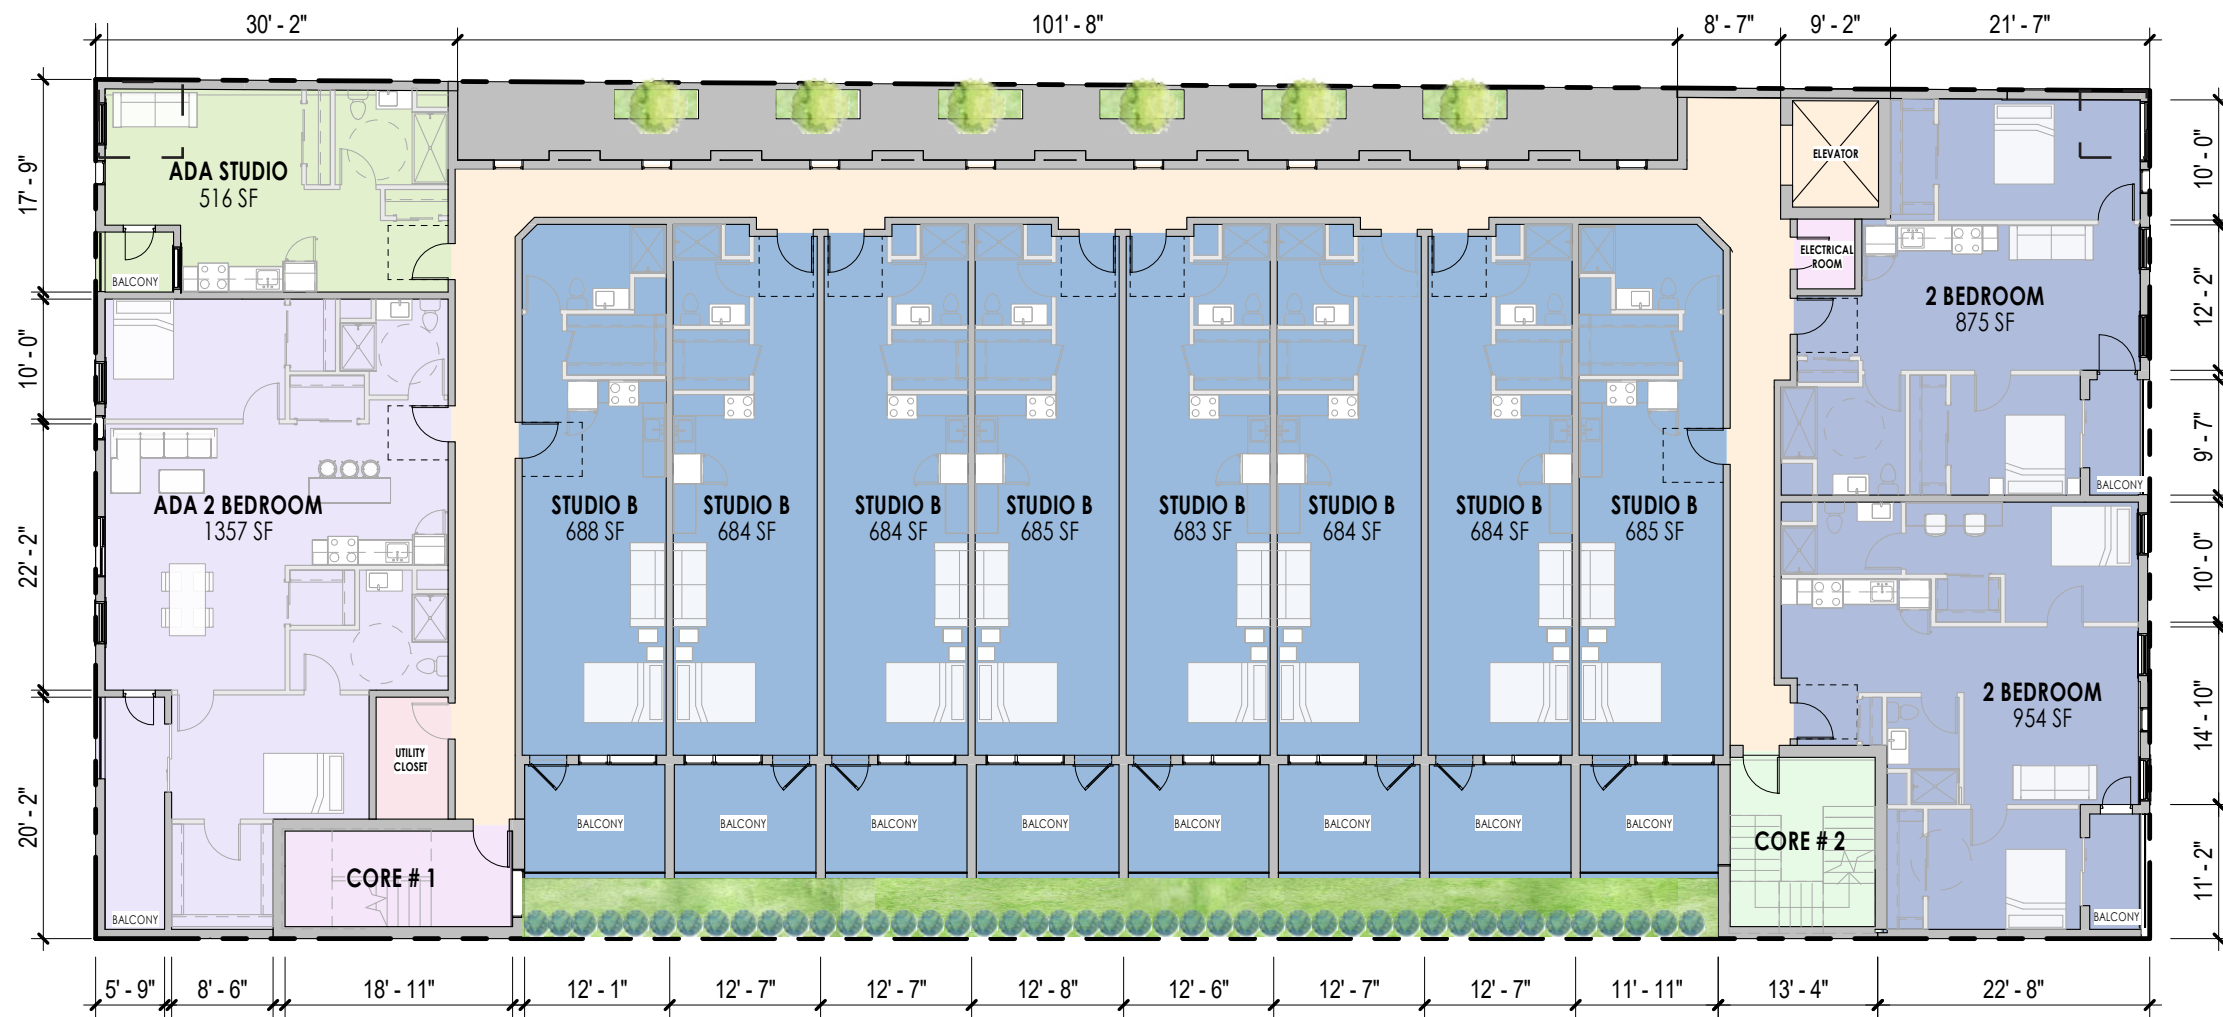 30' - 2"
101' - 8"
8' - 7"
9' - 2"
21' - 7"
17' - 9"
10' - 0"
22' - 2"
20' - 2"
ADA STUDIO
516 SF
BALCONY
ADA 2 BEDROOM
1357 SF
UTILITY
CLOSET
BALCONY
CORE # 1
STUDIO B
688 SF
BALCONY
STUDIO B
684 SF
BALCONY
STUDIO B
684 SF
BALCONY
STUDIO B
685 SF
BALCONY
STUDIO B
683 SF
BALCONY
STUDIO B
684 SF
BALCONY
STUDIO B
684 SF
BALCONY
STUDIO B
685 SF
BALCONY
ELEVATOR
ELECTRICAL
ROOM
2 BEDROOM
875 SF
BALCONY
2 BEDROOM
954 SF
BALCONY
CORE # 2
10' - 0"
12' - 2"
9' - 7"
10' - 0"
14' - 10"
11' - 2"
5' - 9"
8' - 6"
18' - 11"
12' - 1"
12' - 7"
12' - 7"
12' - 8"
12' - 6"
12' - 7"
12' - 7"
11' - 11"
13' - 4"
22' - 8"